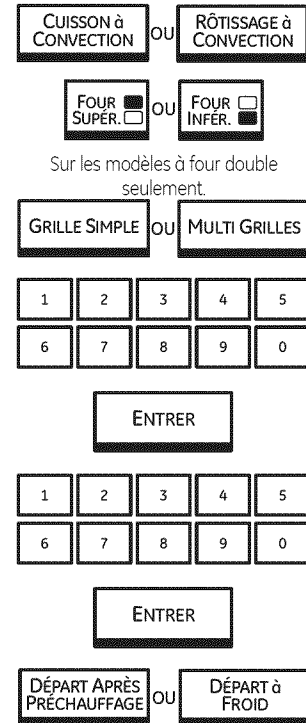 CUISSON à CONVECTION OU RÔTISSAGE à CONVECTION
FOUR SUPÉR. OU FOUR INFÉR.
Sur les modèles à four double
seulement.
GRILLE SIMPLE OU MULTI GRILLES
1 2 3 4 5
6 7 8 9 0
ENTRER
1 2 3 4 5
6 7 8 9 0
ENTRER
DÉPART APRÈS PRÉCHAUFFAGE OU DÉPART à FROID